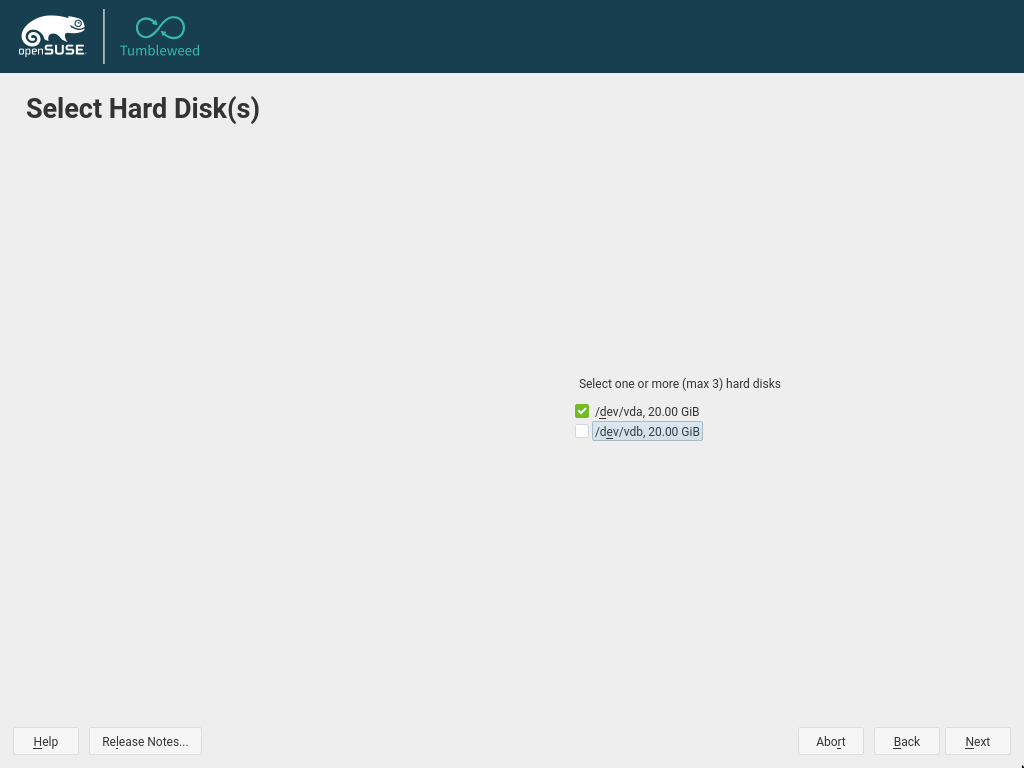 openSUSE
Tumbleweed
Select Hard Disk(s)
Select one or more (max 3) hard disks
/dev/vda, 20.00 GiB
/dev/vdb, 20.00 GiB
Help
Release Notes...
Abort
Back
Next